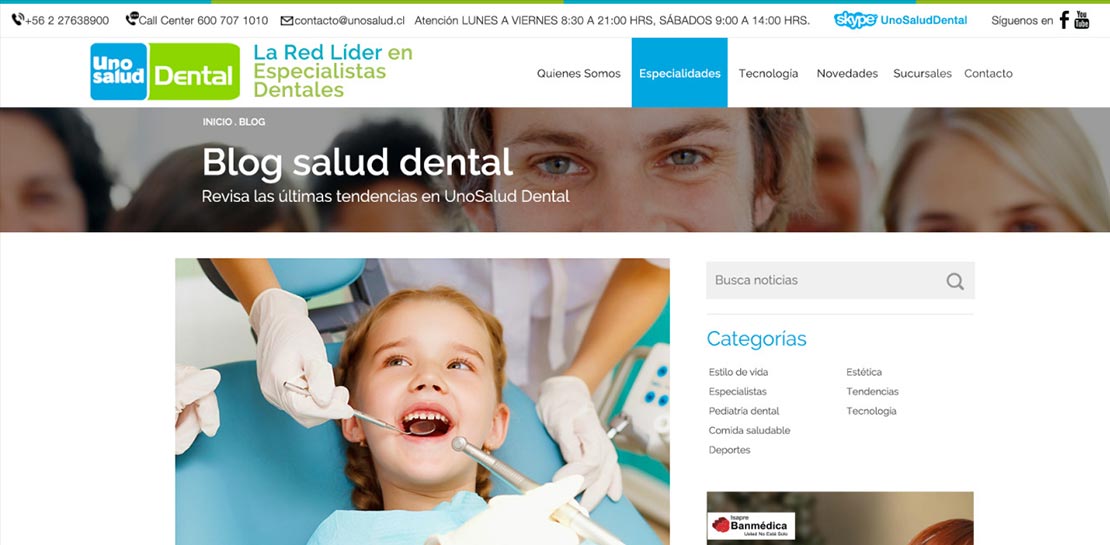 +56 2 27638900 Call Center 600 707 1010 contacto@unosalud.cl Atención LUNES A VIERNES 8:30 A 21:00 HRS, SÁBADOS 9:00 A 14:00 HRS. skype UnoSaludDental Síguenos en f You Tube
Uno salud Dental
La Red Líder en
Especialistas
Dentales
Quienes Somos Especialidades Tecnología Novedades Sucursales Contacto
INICIO . BLOG
Blog salud dental
Revisa las últimas tendencias en UnoSalud Dental
Busca noticias
Categorías
Estilo de vida
Especialistas
Pediatría dental
Comida saludable
Deportes
Estética
Tendencias
Tecnología
Isapre
Banmédica
Usted No Está Solo